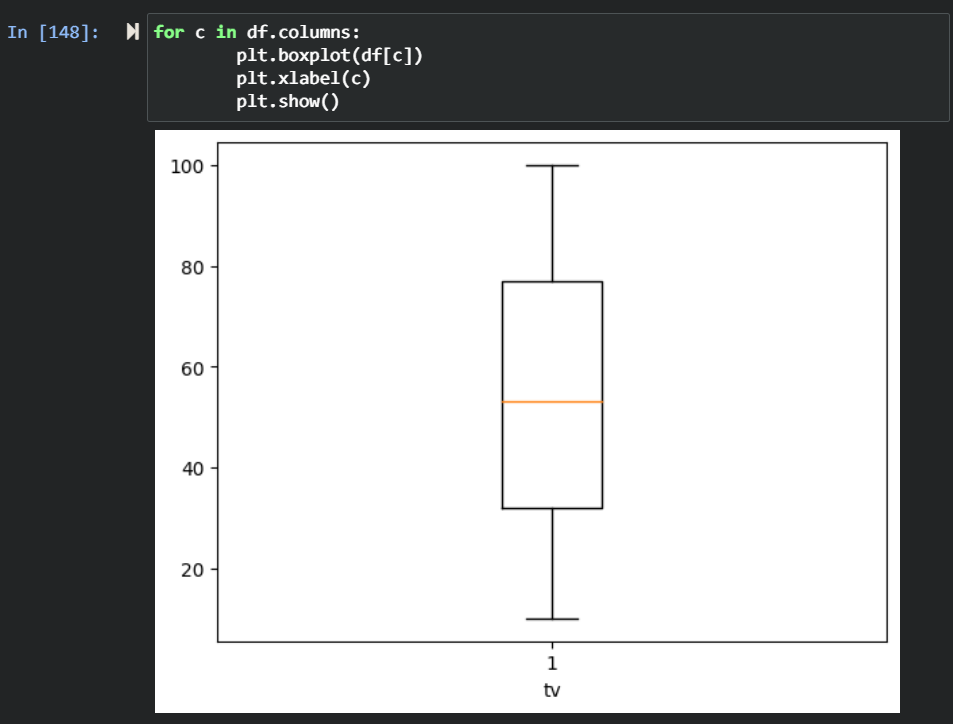 In [148]:
for c in df.columns:
        plt.boxplot(df[c])
        plt.xlabel(c)
        plt.show()
100
80
60
40
20
1
tv